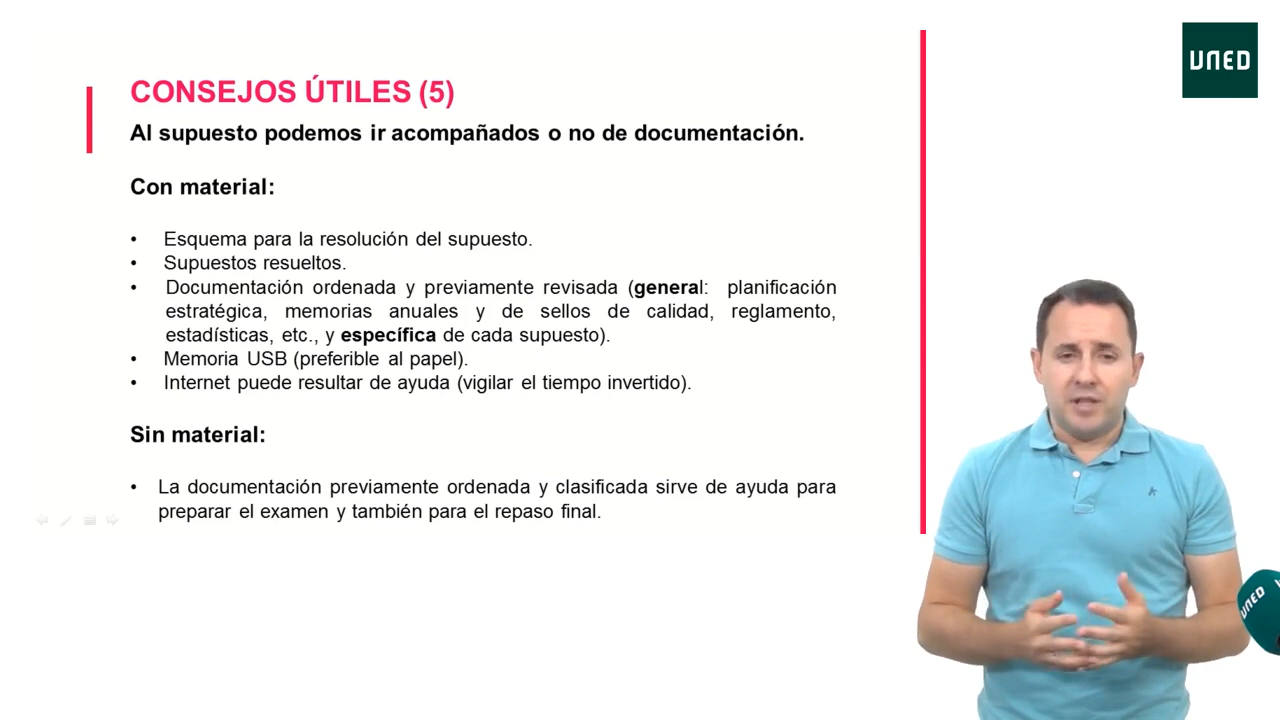 CONSEJOS ÚTILES (5)
Al supuesto podemos ir acompañados o no de documentación.
Con material:
• Esquema para la resolución del supuesto.
• Supuestos resueltos.
• Documentación ordenada y previamente revisada (general: planificación
estratégica, memorias anuales y de sellos de calidad, reglamento,
estadísticas, etc., y específica de cada supuesto).
• Memoria USB (preferible al papel).
• Internet puede resultar de ayuda (vigilar el tiempo invertido).
Sin material:
• La documentación previamente ordenada y clasificada sirve de ayuda para
preparar el examen y también para el repaso final.
UNED
UNED